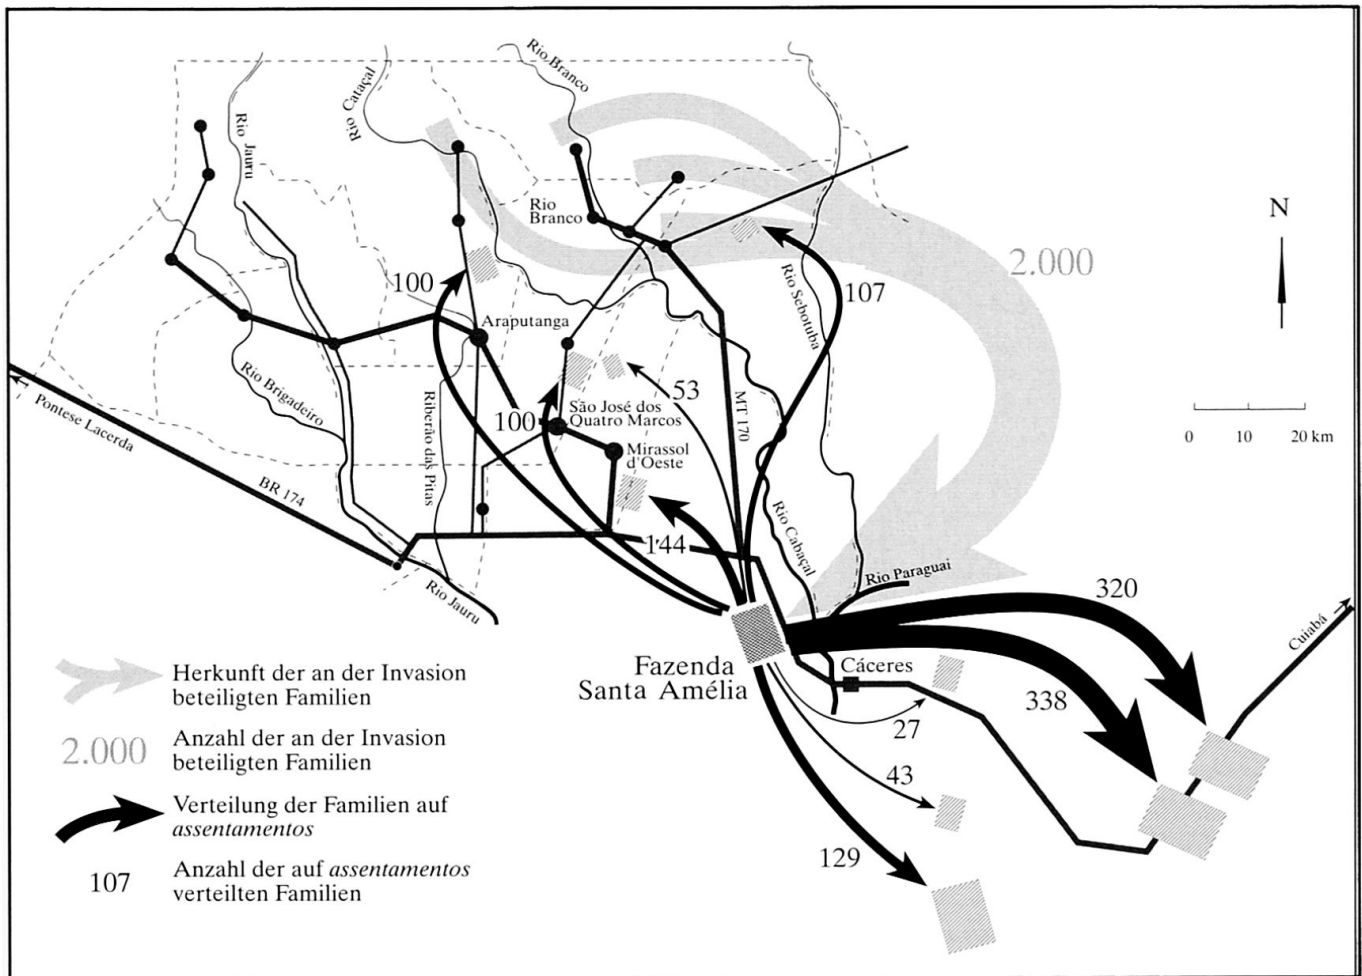 Rio Branco
Rio Cataçal
Rio Jauru
Rio
Branco
N
2.000
100
107
Rio Sebotuba
Araputanga
Rio Brigadeiro
53
MT 170
São José dos
Quatro Marcos
100
Ribeirão das Pitas
Pontese Lacerda
Mirassol
d'Oeste
0 10 20 km
BR 174
144
Rio Cabaçal
Rio Paraguai
Rio Jauru
320
Cuiabá
Fazenda
Santa Amélia
Cáceres
338
27
43
129
Herkunft der an der Invasion
beteiligten Familien
2.000
Anzahl der an der Invasion
beteiligten Familien
Verteilung der Familien auf
assentamentos
107
Anzahl der auf assentamentos
verteilten Familien